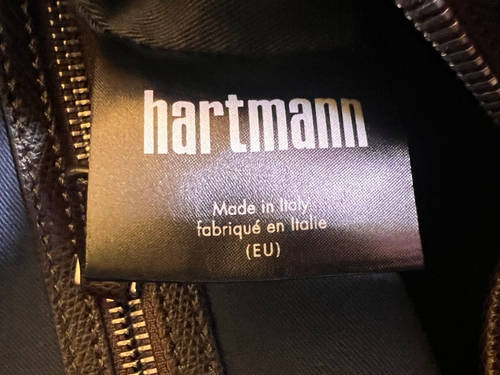 hartmann
Made in Italy
fabriqué en Italie
(EU)